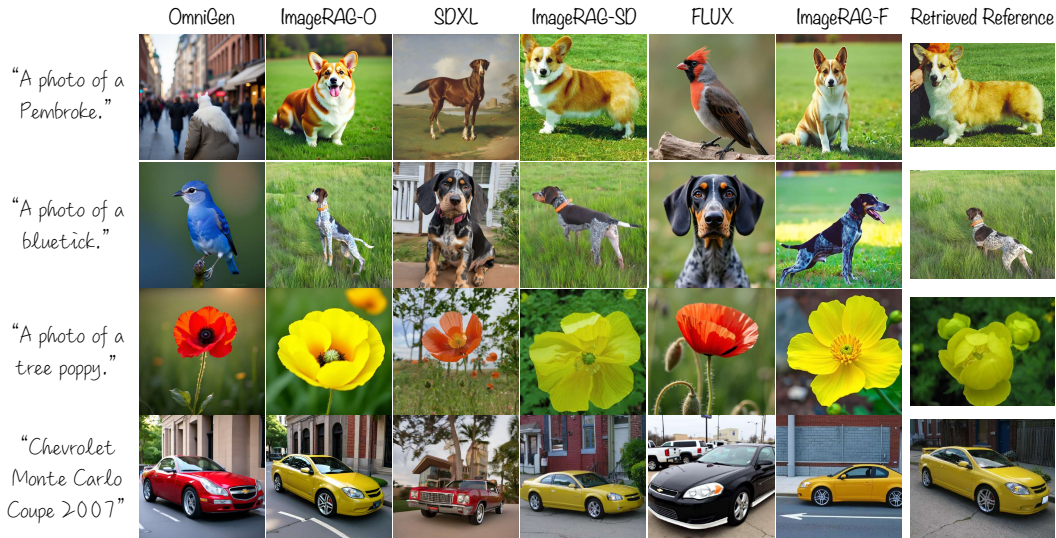 OmniGen ImageRAG-O SDXL ImageRAG-SD FLUX ImageRAG-F Retrieved Reference
“A photo of a
Pembroke.”
“A photo of a
bluetick.”
“A photo of a
tree poppy.”
“Chevrolet
Monte Carlo
Coupe 2007”